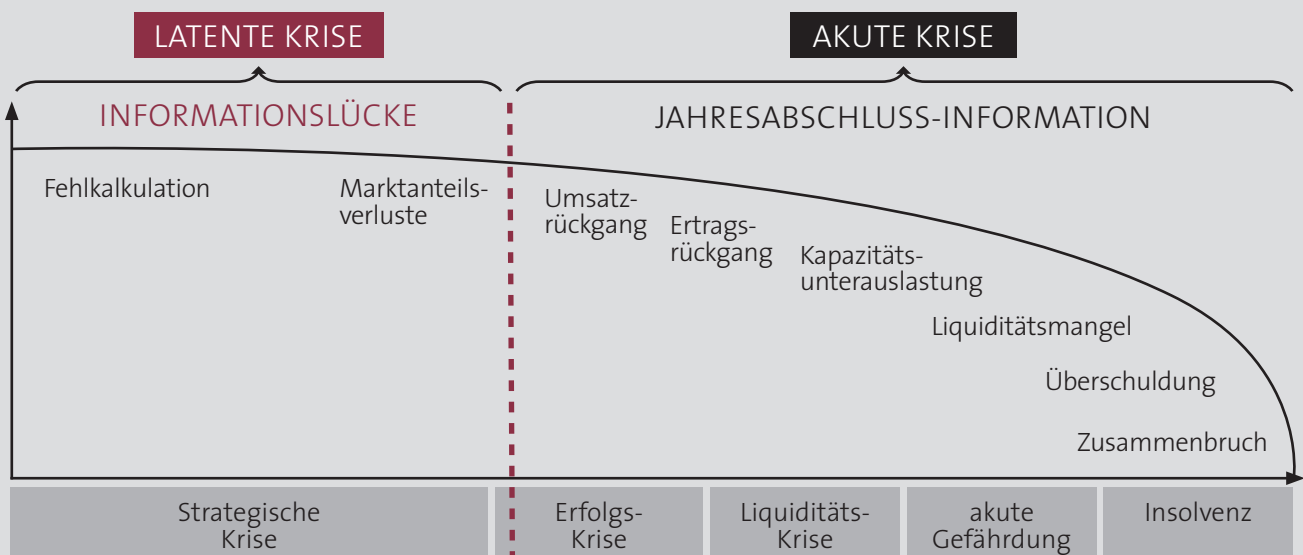 LATENTE KRISE
AKUTE KRISE
INFORMATIONSLÜCKE
JAHRESABSCHLUSS-INFORMATION
Fehlkalkulation
Marktanteils-
verluste
Umsatz-
rückgang
Ertrags-
rückgang
Kapazitäts-
unterauslastung
Liquiditätsmangel
Überschuldung
Zusammenbruch
Strategische
Krise
Erfolgs-
Krise
Liquiditäts-
Krise
akute
Gefährdung
Insolvenz